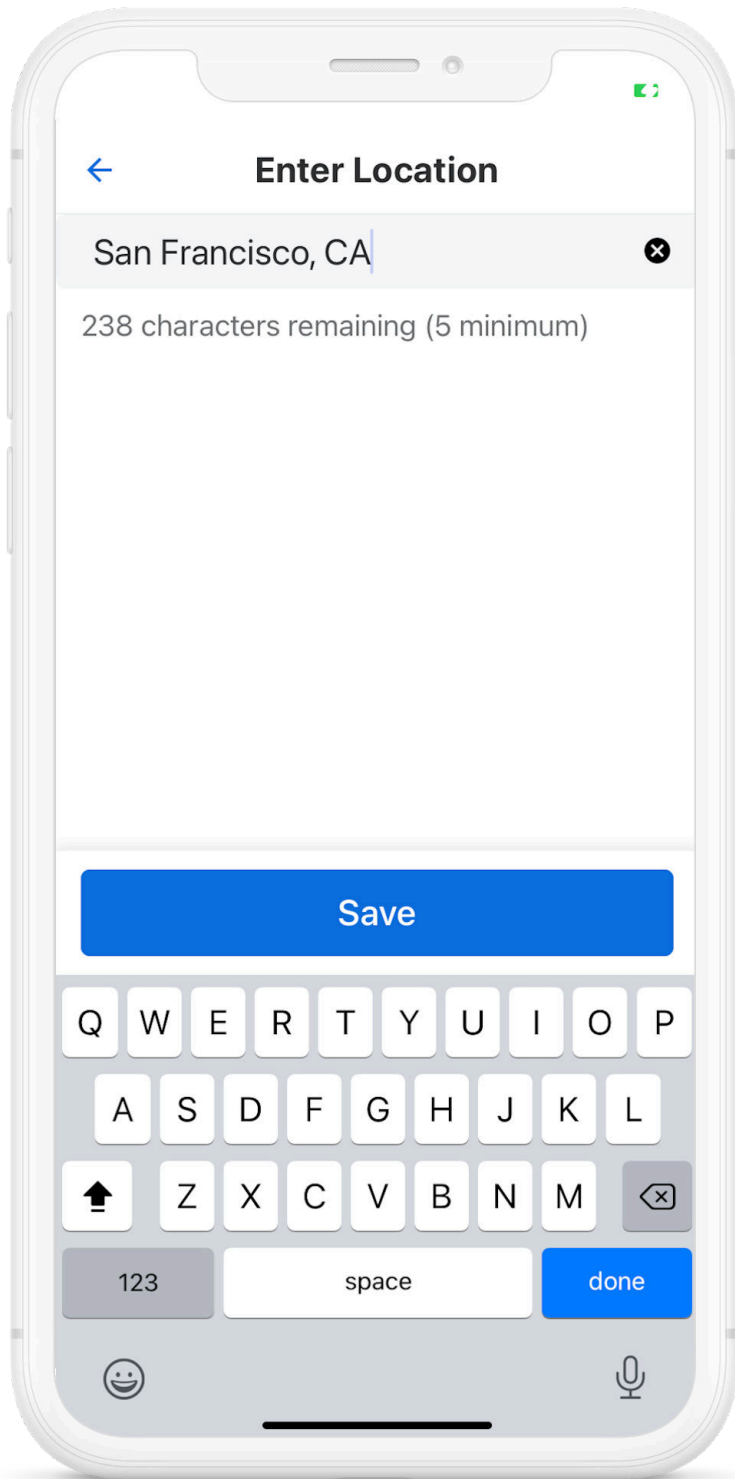 Enter Location
San Francisco, CA
238 characters remaining (5 minimum)
Save
Q W E R T Y U I O P
A S D F G H J K L
Z X C V B N M
123 space done